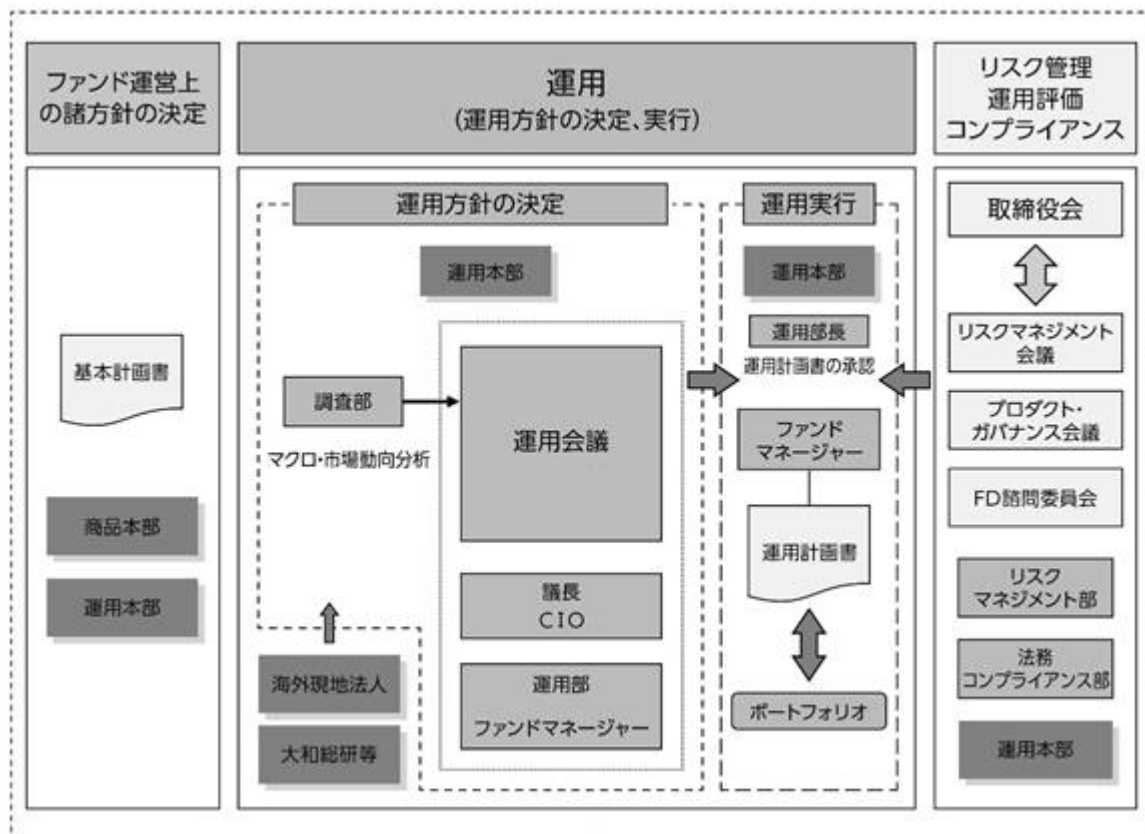 ファンド運営上
の諸方針の決定
運用
(運用方針の決定、実行)
リスク管理
運用評価
コンプライアンス
基本計画書
商品本部
運用本部
運用方針の決定
運用本部
調査部
マクロ・市場動向分析
運用会議
議長
CIO
運用部
ファンドマネージャー
海外現地法人
大和総研等
運用実行
運用本部
運用部長
運用計画書の承認
ファンド
マネージャー
運用計画書
ポートフォリオ
取締役会
リスクマネジメント
会議
プロダクト・
ガバナンス会議
FD諮問委員会
リスク
マネジメント部
法務
コンプライアンス部
運用本部